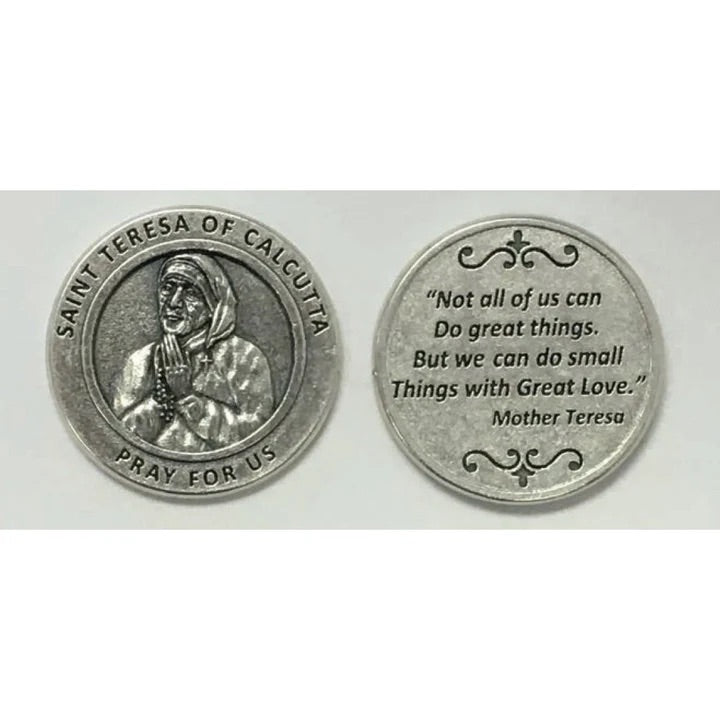 SAINT TERESA OF CALCUTTA
PRAY FOR US
“Not all of us can
Do great things.
But we can do small
Things with Great Love.”
Mother Teresa